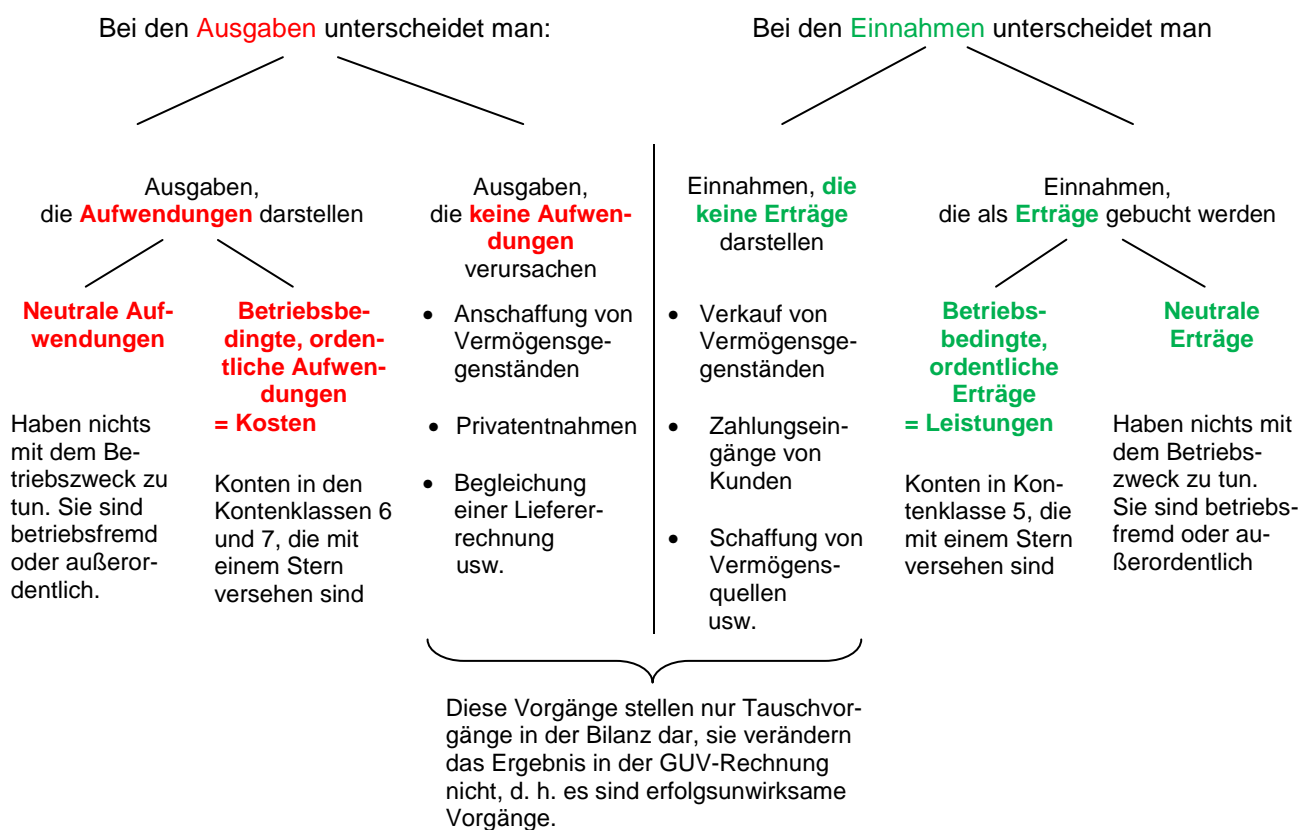 Bei den Ausgaben unterscheidet man:
Bei den Einnahmen unterscheidet man
Ausgaben,
die Aufwendungen darstellen
Ausgaben,
die keine Aufwen-
dungen
verursachen
Einnahmen, die
keine Erträge
darstellen
Einnahmen,
die als Erträge gebucht werden
Neutrale Auf-
wendungen
Haben nichts
mit dem Be-
triebszweck zu
tun. Sie sind
betriebsfremd
oder außeror-
dentlich.
Betriebsbe-
dingte, orden-
tliche Aufwen-
dungen
= Kosten
Konten in den
Kontenklassen 6
und 7, die mit
einem Stern
versehen sind
• Anschaffung von
Vermögensge-
genständen
• Privatentnahmen
• Begleichung
einer Lieferer-
rechnung
usw.
• Verkauf von
Vermögensge-
genständen
• Zahlungsein-
gänge von
Kunden
• Schaffung von
Vermögens-
quellen
usw.
Betriebs-
bedingte,
ordentliche
Erträge
= Leistungen
Konten in Kon-
tenklasse 5, die
mit einem Stern
versehen sind
Neutrale
Erträge
Haben nichts mit
dem Betriebs-
zweck zu tun.
Sie sind betriebs-
fremd oder au-
ßerordentlich
Diese Vorgänge stellen nur Tauschvor-
gänge in der Bilanz dar, sie verändern
das Ergebnis in der GUV-Rechnung
nicht, d. h. es sind erfolgsunwirksame
Vorgänge.